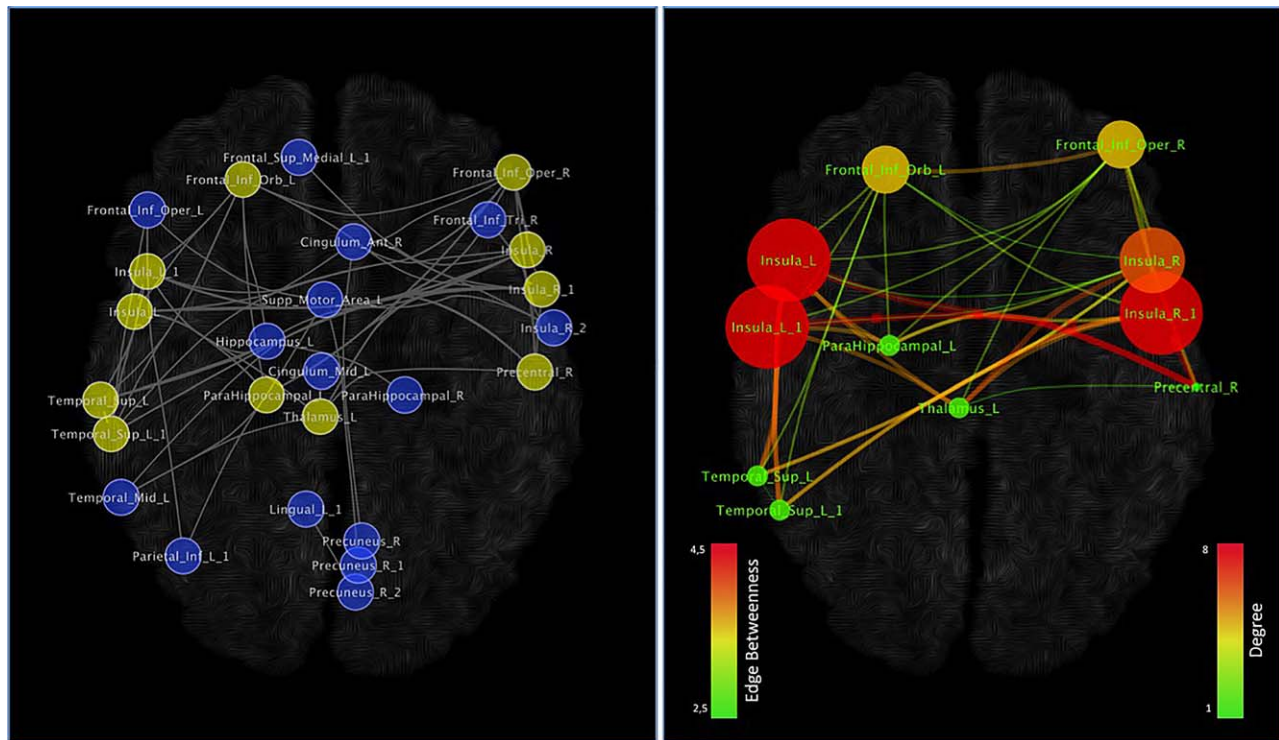 Frontal_Sup_Medial_L_1
Frontal_Inf_Orb_L
Frontal_Inf_Oper_R
Frontal_Inf_Oper_L
Frontal_Inf_Tri_R
Cingulum_Ant_R
Insula_R
Insula_L_1
Insula_R_1
Supp_Motor_Area_L
Insula_L
Insula_R_2
Hippocampus_L
Cingulum_Mid_L
Precentral_R
ParaHippocampal_L
ParaHippocampal_R
Temporal_Sup_L
Thalamus_L
Temporal_Sup_L_1
Temporal_Mid_L
Lingual_L_1
Precuneus_R
Parietal_Inf_L_1
Precuneus_R_1
Precuneus_R_2
Frontal_Inf_Oper_R
Frontal_Inf_Orb_L
Insula_L
Insula_R
Insula_R_1
Insula_L_1
ParaHippocampal_L
Precentral_R
Thalamus_L
Temporal_Sup_L
Temporal_Sup_L_1
4,5
Edge Betweenness
2,5
8
Degree
1